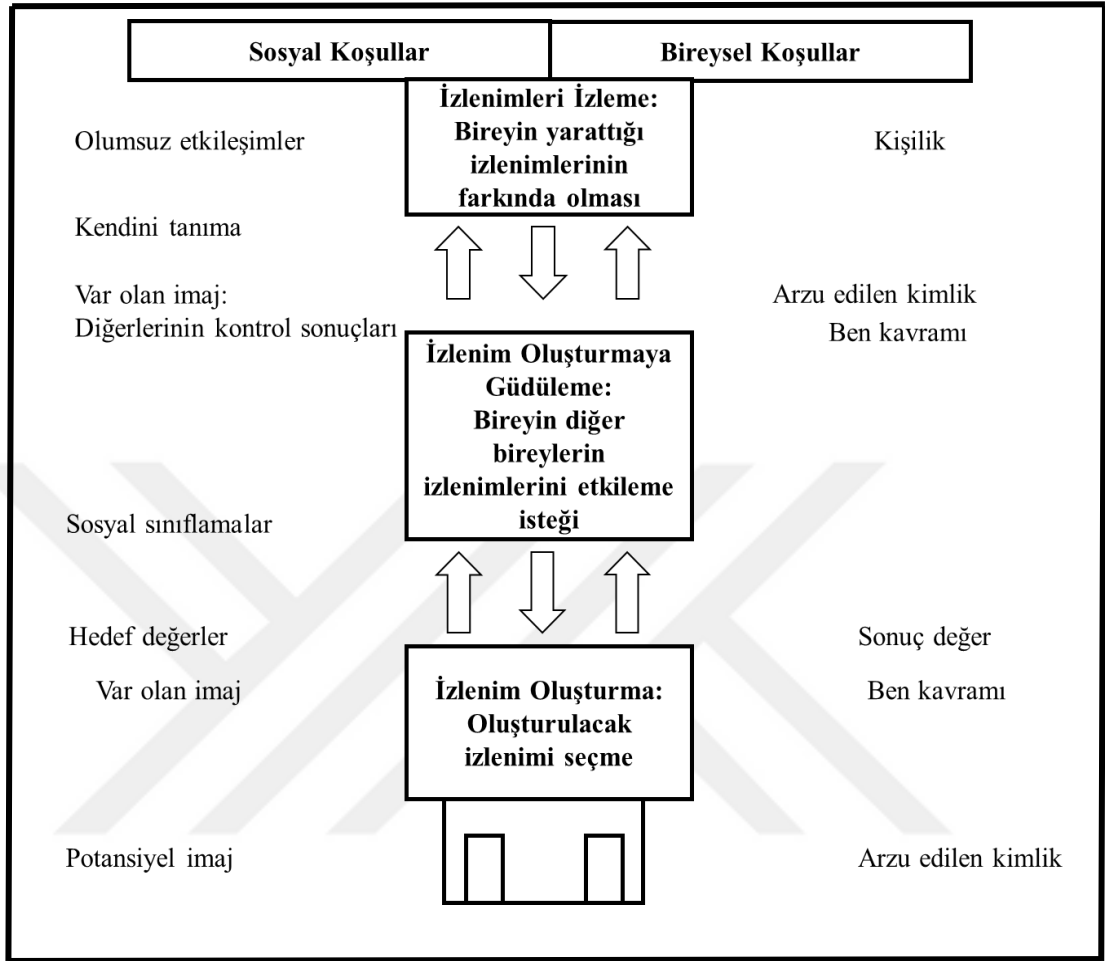 Sosyal Koşullar
Bireysel Koşullar
İzlenimleri İzleme:
Bireyin yarattığı
izlenimlerinin
farkında olması
Olumsuz etkileşimler
Kişilik
Kendini tanıma
Var olan imaj:
Diğerlerinin kontrol sonuçları
Arzu edilen kimlik
Ben kavramı
İzlenim Oluşturmaya
Güdüleme:
Bireyin diğer
bireylerin
izlenimlerini etkileme
isteği
Sosyal sınıflamalar
Hedef değerler
Sonuç değer
Var olan imaj
Ben kavramı
İzlenim Oluşturma:
Oluşturulacak
izlenimi seçme
Potansiyel imaj
Arzu edilen kimlik